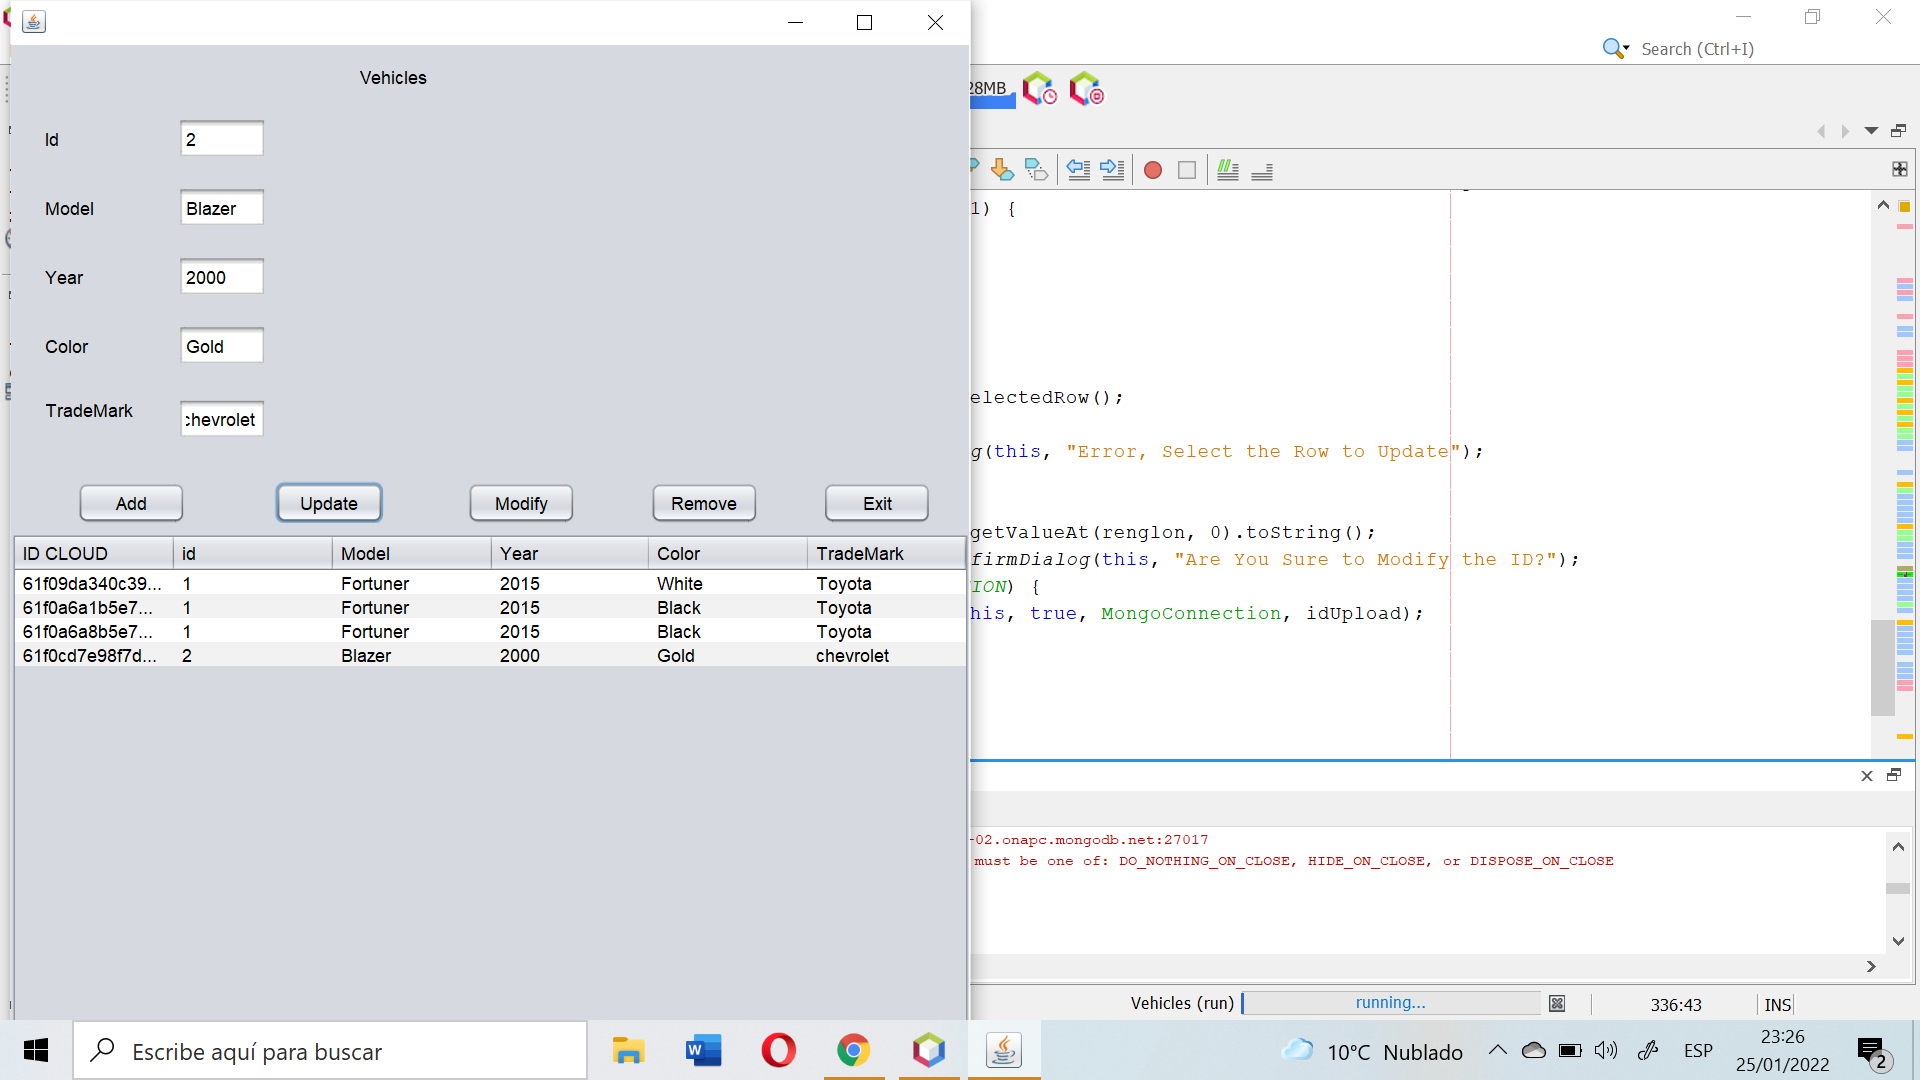 Vehicles
Id
2
Model
Blazer
Year
2000
Color
Gold
TradeMark
chevrolet
Add
Update
Modify
Remove
Exit
ID CLOUD id Model Year Color TradeMark
61f09da340c39... 1 Fortuner 2015 White Toyota
61f0a6a1b5e7... 1 Fortuner 2015 Black Toyota
61f0a6a8b5e7... 1 Fortuner 2015 Black Toyota
61f0cd7e98f7d... 2 Blazer 2000 Gold chevrolet
Search (Ctrl+I)
28MB
1) {
electedRow();
g(this, "Error, Select the Row to Update");
getValueAt(renglon, 0).toString();
firmDialog(this, "Are You Sure to Modify the ID?");
ION) {
his, true, MongoConnection, idUpload);
-02.onapc.mongodb.net:27017
must be one of: DO_NOTHING_ON_CLOSE, HIDE_ON_CLOSE, or DISPOSE_ON_CLOSE
Vehicles (run)
running...
336:43
INS
Escribe aquí para buscar
10°C Nublado
ESP
23:26
25/01/2022
2